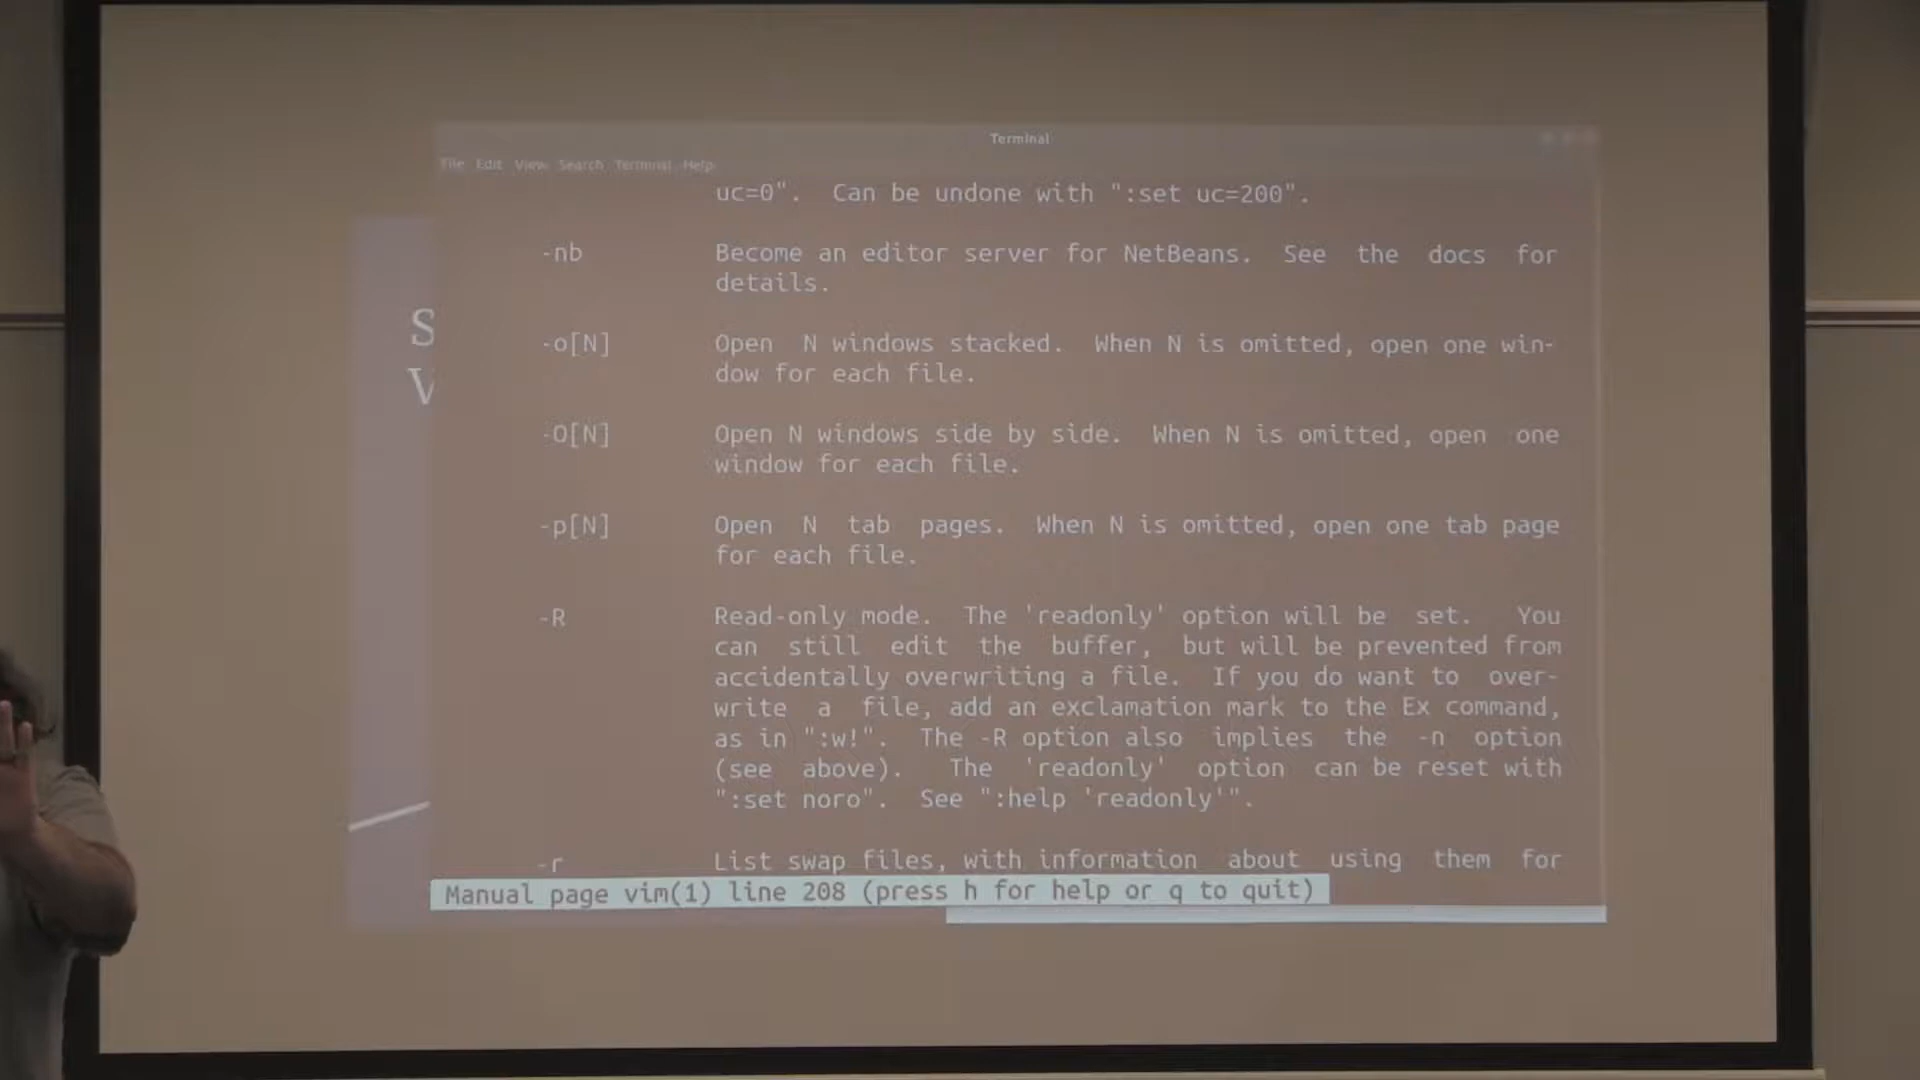 Terminal
File Edit View Search Terminal Help
uc=0". Can be undone with ":set uc=200".
-nb Become an editor server for NetBeans. See the docs for
details.
-o[N] Open N windows stacked. When N is omitted, open one win-
dow for each file.
-O[N] Open N windows side by side. When N is omitted, open one
window for each file.
-p[N] Open N tab pages. When N is omitted, open one tab page
for each file.
-R Read-only mode. The 'readonly' option will be set. You
can still edit the buffer, but will be prevented from
accidentally overwriting a file. If you do want to over-
write a file, add an exclamation mark to the Ex command,
as in ":w!". The -R option also implies the -n option
(see above). The 'readonly' option can be reset with
":set noro". See ":help 'readonly'".
-r List swap files, with information about using them for
Manual page vim(1) line 208 (press h for help or q to quit)
S
V